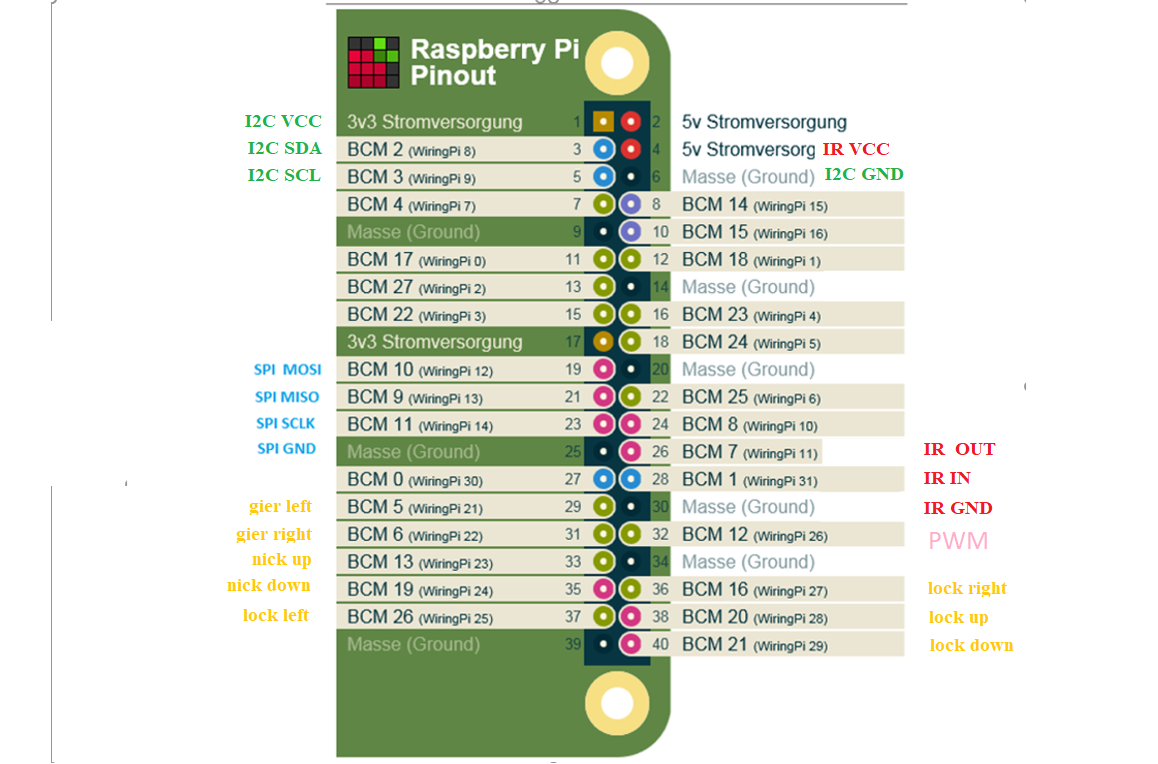 Raspberry Pi
Pinout
I2C VCC 3v3 Stromversorgung 1 2 5v Stromversorgung
I2C SDA BCM 2 (WiringPi 8) 3 4 5v Stromversorg IR VCC
I2C SCL BCM 3 (WiringPi 9) 5 6 Masse (Ground) I2C GND
BCM 4 (WiringPi 7) 7 8 BCM 14 (WiringPi 15)
Masse (Ground) 9 10 BCM 15 (WiringPi 16)
BCM 17 (WiringPi 0) 11 12 BCM 18 (WiringPi 1)
BCM 27 (WiringPi 2) 13 14 Masse (Ground)
BCM 22 (WiringPi 3) 15 16 BCM 23 (WiringPi 4)
3v3 Stromversorgung 17 18 BCM 24 (WiringPi 5)
SPI MOSI BCM 10 (WiringPi 12) 19 20 Masse (Ground)
SPI MISO BCM 9 (WiringPi 13) 21 22 BCM 25 (WiringPi 6)
SPI SCLK BCM 11 (WiringPi 14) 23 24 BCM 8 (WiringPi 10)
SPI GND Masse (Ground) 25 26 BCM 7 (WiringPi 11) IR OUT
BCM 0 (WiringPi 30) 27 28 BCM 1 (WiringPi 31) IR IN
gier left BCM 5 (WiringPi 21) 29 30 Masse (Ground) IR GND
gier right BCM 6 (WiringPi 22) 31 32 BCM 12 (WiringPi 26) PWM
nick up BCM 13 (WiringPi 23) 33 34 Masse (Ground)
nick down BCM 19 (WiringPi 24) 35 36 BCM 16 (WiringPi 27) lock right
lock left BCM 26 (WiringPi 25) 37 38 BCM 20 (WiringPi 28) lock up
Masse (Ground) 39 40 BCM 21 (WiringPi 29) lock down